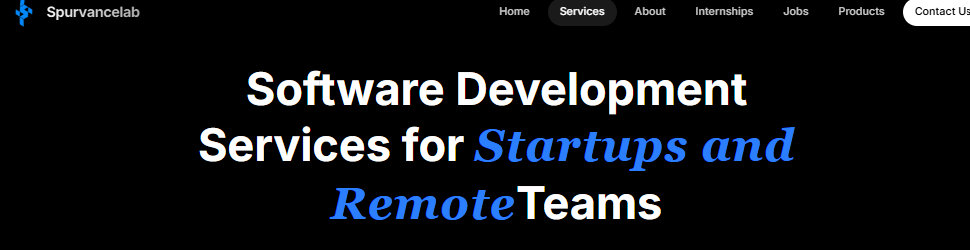 Spurvancelab Home Services About Internships Jobs Products Contact Us
Software Development
Services for Startups and
RemoteTeams